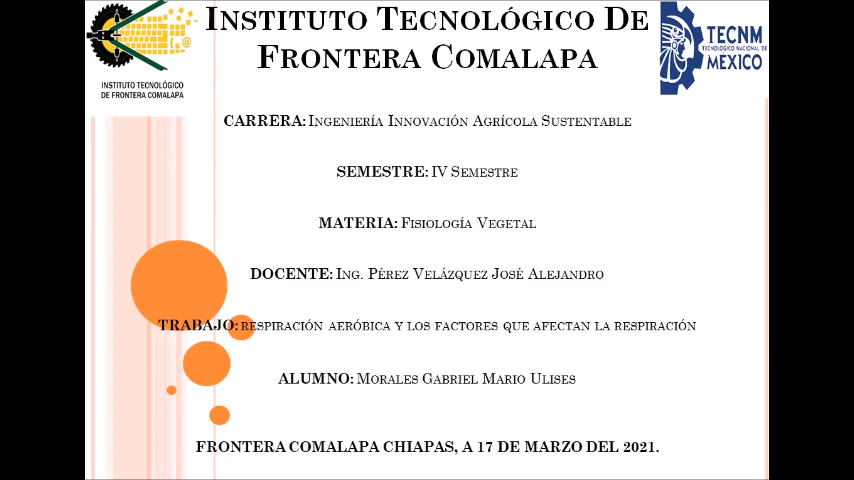 INSTITUTO TECNOLÓGICO DE
FRONTERA COMALAPA
INSTITUTO TECNOLÓGICO
DE FRONTERA COMALAPA
TECNM
TECNOLÓGICO NACIONAL DE
MÉXICO
CARRERA: INGENIERÍA INNOVACIÓN AGRÍCOLA SUSTENTABLE
SEMESTRE: IV SEMESTRE
MATERIA: FISIOLOGÍA VEGETAL
DOCENTE: ING. PÉREZ VELÁZQUEZ JOSÉ ALEJANDRO
TRABAJO: RESPIRACIÓN AERÓBICA Y LOS FACTORES QUE AFECTAN LA RESPIRACIÓN
ALUMNO: MORALES GABRIEL MARIO ULISES
FRONTERA COMALAPA CHIAPAS, A 17 DE MARZO DEL 2021.